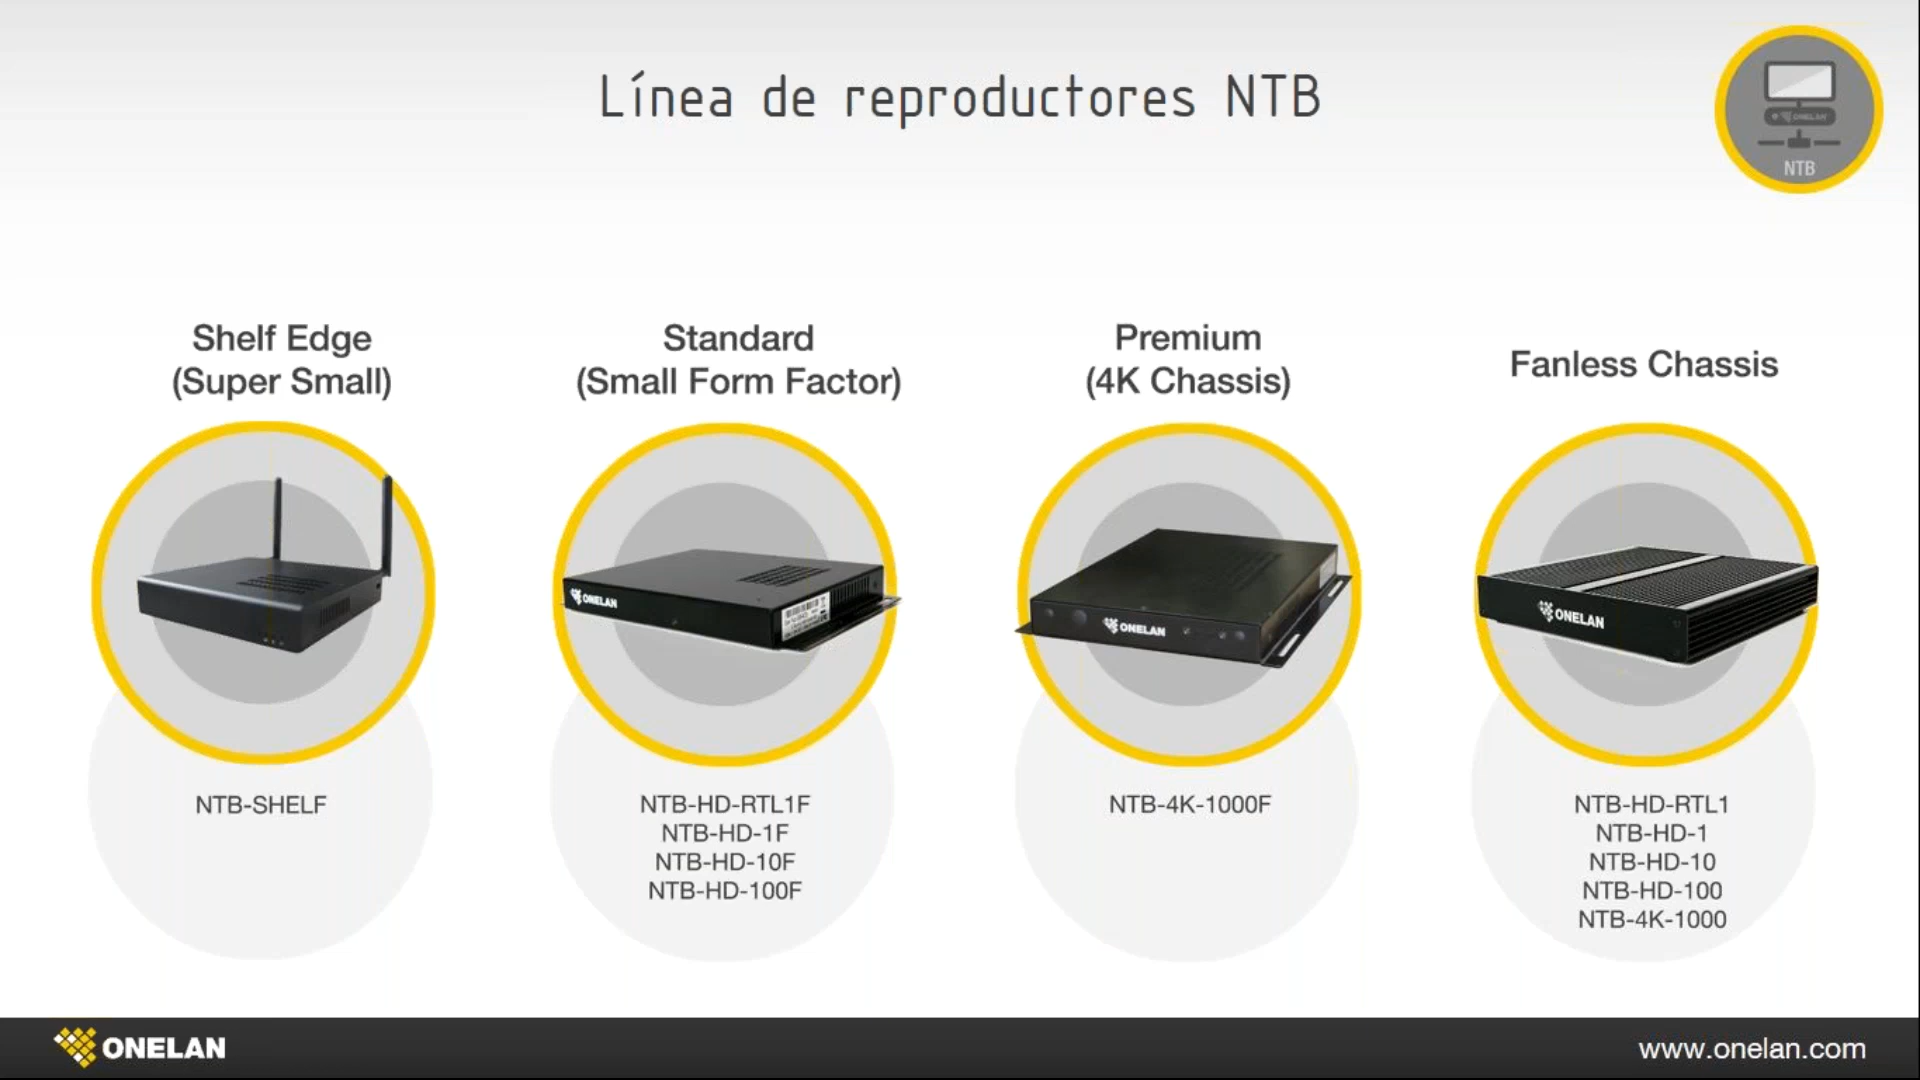 Línea de reproductores NTB
ONELAN
NTB
Shelf Edge
(Super Small)
NTB-SHELF
Standard
(Small Form Factor)
ONELAN
NTB-HD-RTL1F
NTB-HD-1F
NTB-HD-10F
NTB-HD-100F
Premium
(4K Chassis)
ONELAN
NTB-4K-1000F
Fanless Chassis
ONELAN
NTB-HD-RTL1
NTB-HD-1
NTB-HD-10
NTB-HD-100
NTB-4K-1000
ONELAN
www.onelan.com